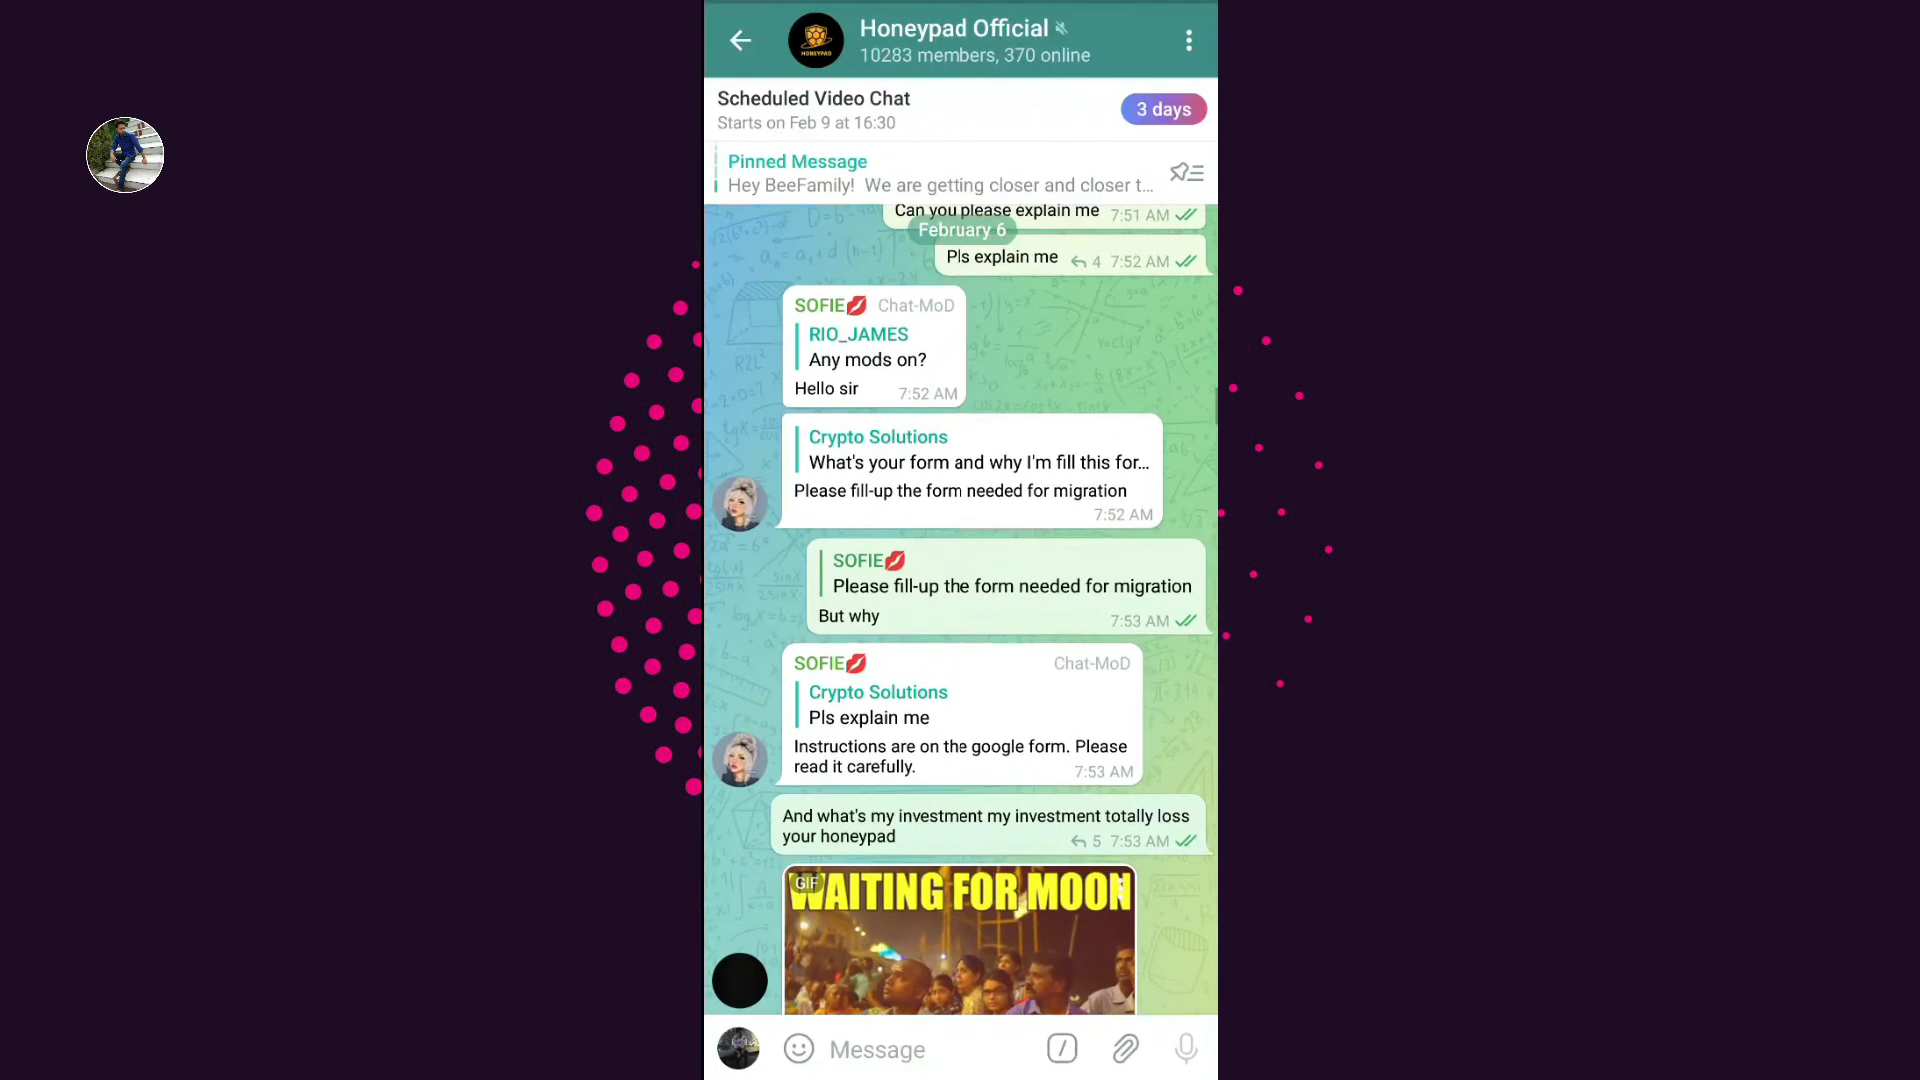 Honeypad Official
10283 members, 370 online
HONEYPAD
Scheduled Video Chat
Starts on Feb 9 at 16:30
3 days
Pinned Message
Hey BeeFamily! We are getting closer and closer t...
Can you please explain me 7:51 AM
February 6
Pls explain me 4 7:52 AM
SOFIE💋 Chat-MoD
RIO_JAMES
Any mods on?
Hello sir 7:52 AM
Crypto Solutions
What's your form and why I'm fill this for...
Please fill-up the form needed for migration
7:52 AM
SOFIE💋
Please fill-up the form needed for migration
But why 7:53 AM
SOFIE💋 Chat-MoD
Crypto Solutions
Pls explain me
Instructions are on the google form. Please
read it carefully. 7:53 AM
And what's my investment my investment totally loss
your honeypad 5 7:53 AM
GIF
WAITING FOR MOON
Message